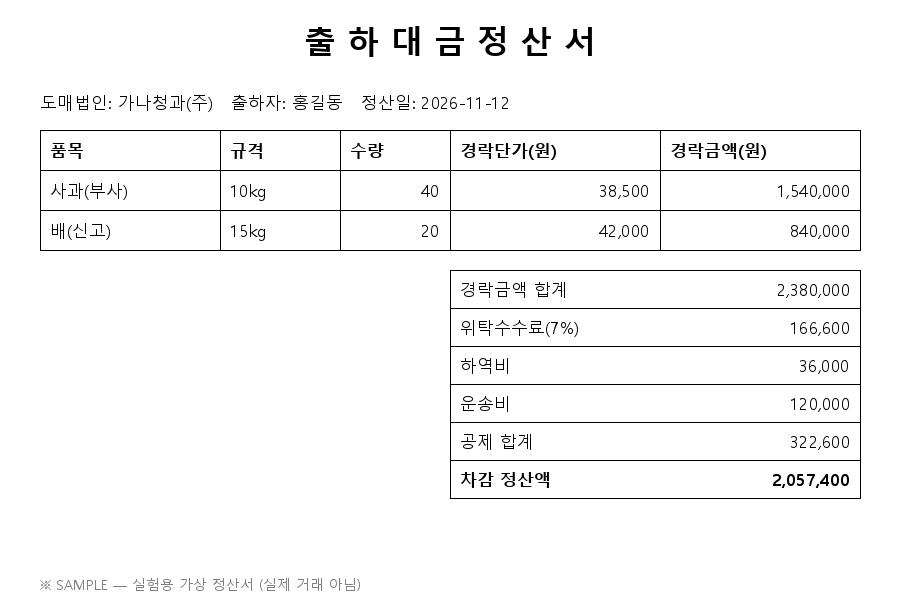 출 하 대 금 정 산 서
도매법인: 가나청과(주) 출하자: 홍길동 정산일: 2026-11-12
품목 규격 수량 경락단가(원) 경락금액(원)
사과(부사) 10kg 40 38,500 1,540,000
배(신고) 15kg 20 42,000 840,000
경락금액 합계 2,380,000
위탁수수료(7%) 166,600
하역비 36,000
운송비 120,000
공제 합계 322,600
차감 정산액 2,057,400
※ SAMPLE — 실험용 가상 정산서 (실제 거래 아님)